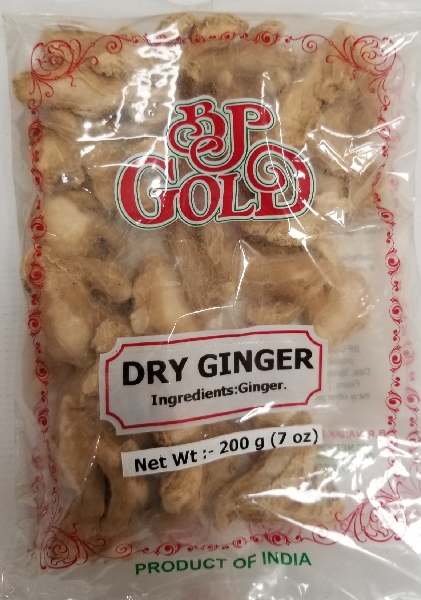 BP
GOLD
DRY GINGER
Ingredients:Ginger.
Net Wt :- 200 g (7 oz)
PRODUCT OF INDIA